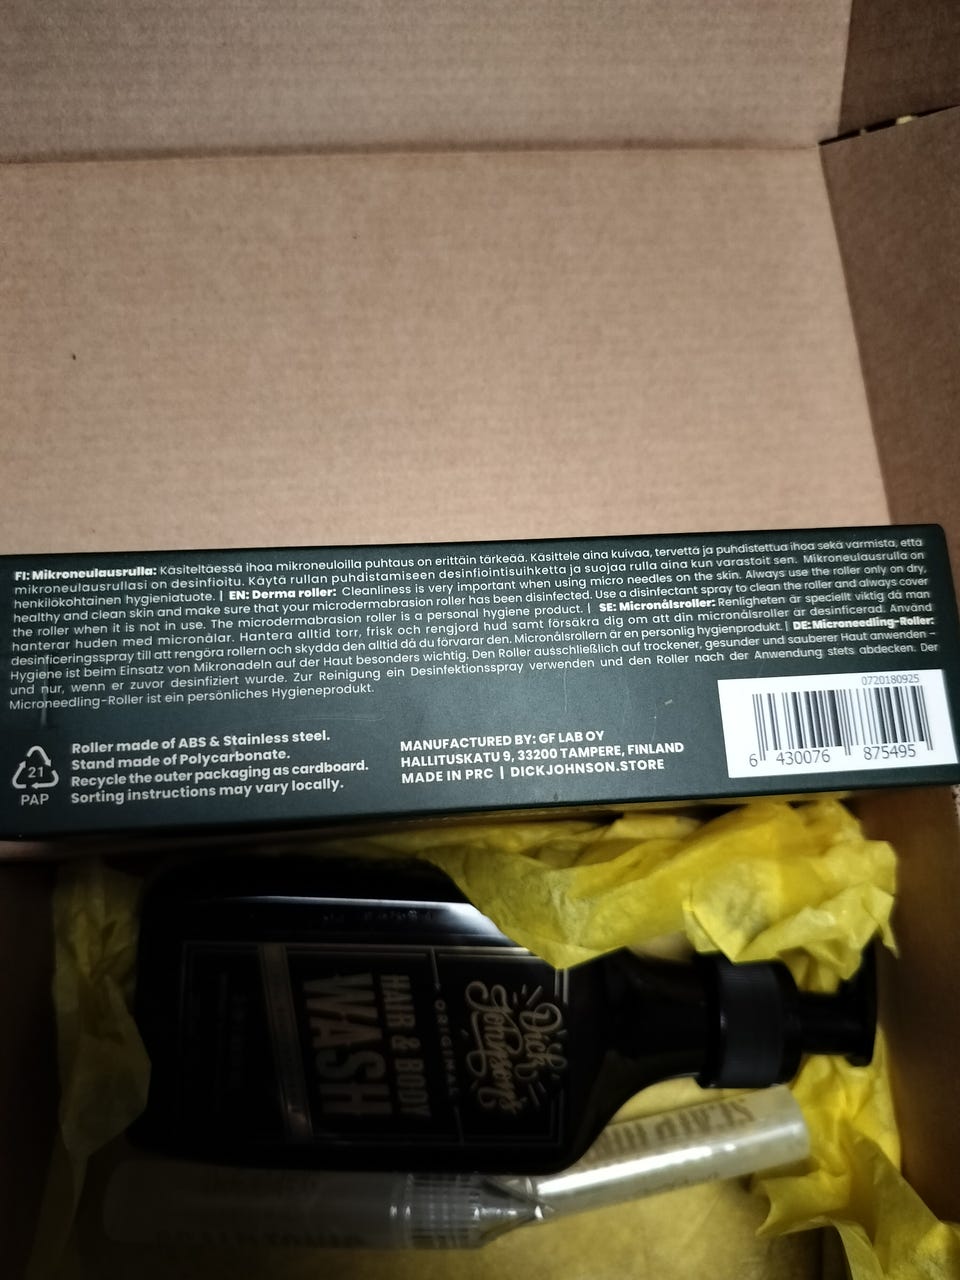 FI: Mikroneulausrulla: Käsiteltäessä ihoa mikroneuloilla puhtaus on erittäin tärkeää. Käsittele aina kuivaa, tervettä ja puhdistettua ihoa sekä varmista, että
mikroneulausrullasi on desinfioitu. Käytä rullan puhdistamiseen desinfiointisuihketta ja suojaa rulla aina kun varastoit sen. Mikroneulausrulla on
henkilökohtainen hygieniatuote. | EN: Derma roller: Cleanliness is very important when using micro needles on the skin. Always use the roller only on dry,
healthy and clean skin and make sure that your microdermabrasion roller has been disinfected. Use a disinfectant spray to clean the roller and always cover
the roller when it is not in use. The microdermabrasion roller is a personal hygiene product. | SE: Micronålsroller: Renligheten är speciellt viktig då man
hanterar huden med micronålar. Hantera alltid torr, frisk och rengjord hud samt försäkra dig om att din micronålsroller är desinficerad. Använd
desinficeringsspray till att rengöra rollern och skydda den alltid då du förvarar den. Micronålsrollern är en personlig hygienprodukt. | DE: Microneedling-Roller:
Hygiene ist beim Einsatz von Mikronadeln auf der Haut besonders wichtig. Den Roller ausschließlich auf trockener, gesunder und sauberer Haut anwenden –
und nur, wenn er zuvor desinfiziert wurde. Zur Reinigung ein Desinfektionsspray verwenden und den Roller nach der Anwendung stets abdecken. Der
Microneedling-Roller ist ein persönliches Hygieneprodukt.
0720180925
6 430076 875495
21
PAP
Roller made of ABS & Stainless steel.
Stand made of Polycarbonate.
Recycle the outer packaging as cardboard.
Sorting instructions may vary locally.
MANUFACTURED BY: GF LAB OY
HALLITUSKATU 9, 33200 TAMPERE, FINLAND
MADE IN PRC | DICKJOHNSON.STORE
Dick
Johnson's
ORIGINAL
HAIR & BODY
WASH